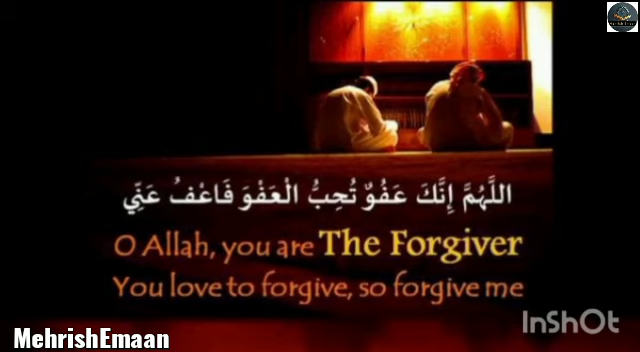 اللَّهُمَّ إِنَّكَ عَفُوٌّ تُحِبُّ الْعَفْوَ فَاعْفُ عَنِّي
O Allah, you are The Forgiver
You love to forgive, so forgive me
InShOt
MehrishEmaan